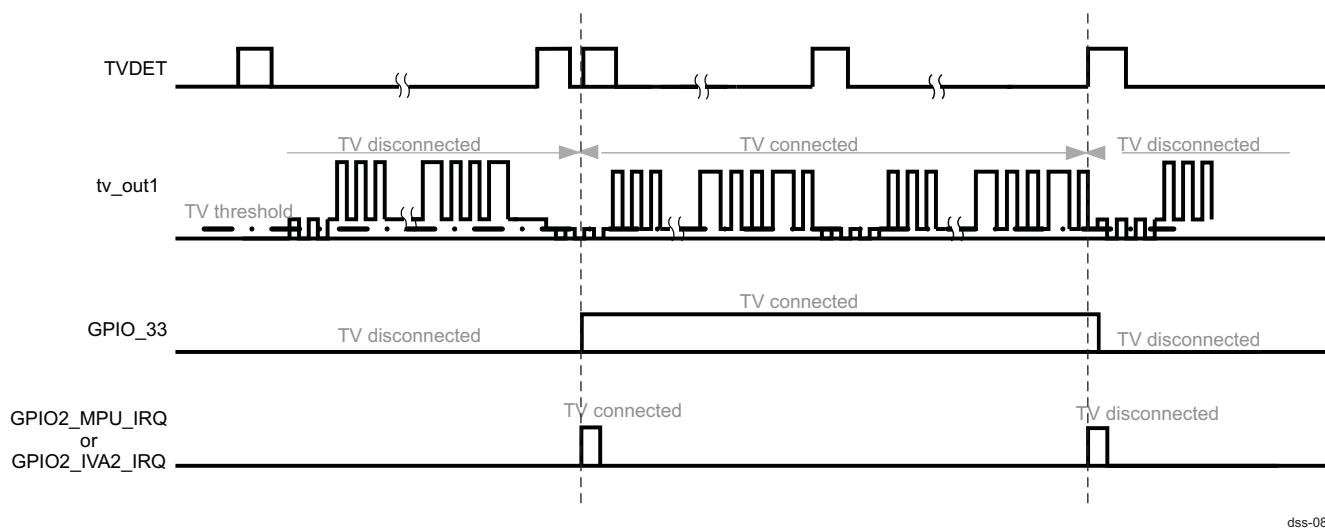 TVDET
TV disconnected
TV connected
TV disconnected
tv_out1
TV threshold
TV connected
GPIO_33
TV disconnected
TV disconnected
TV connected
TV disconnected
GPIO2_MPU_IRQ
or
GPIO2_IVA2_IRQ
dss-08